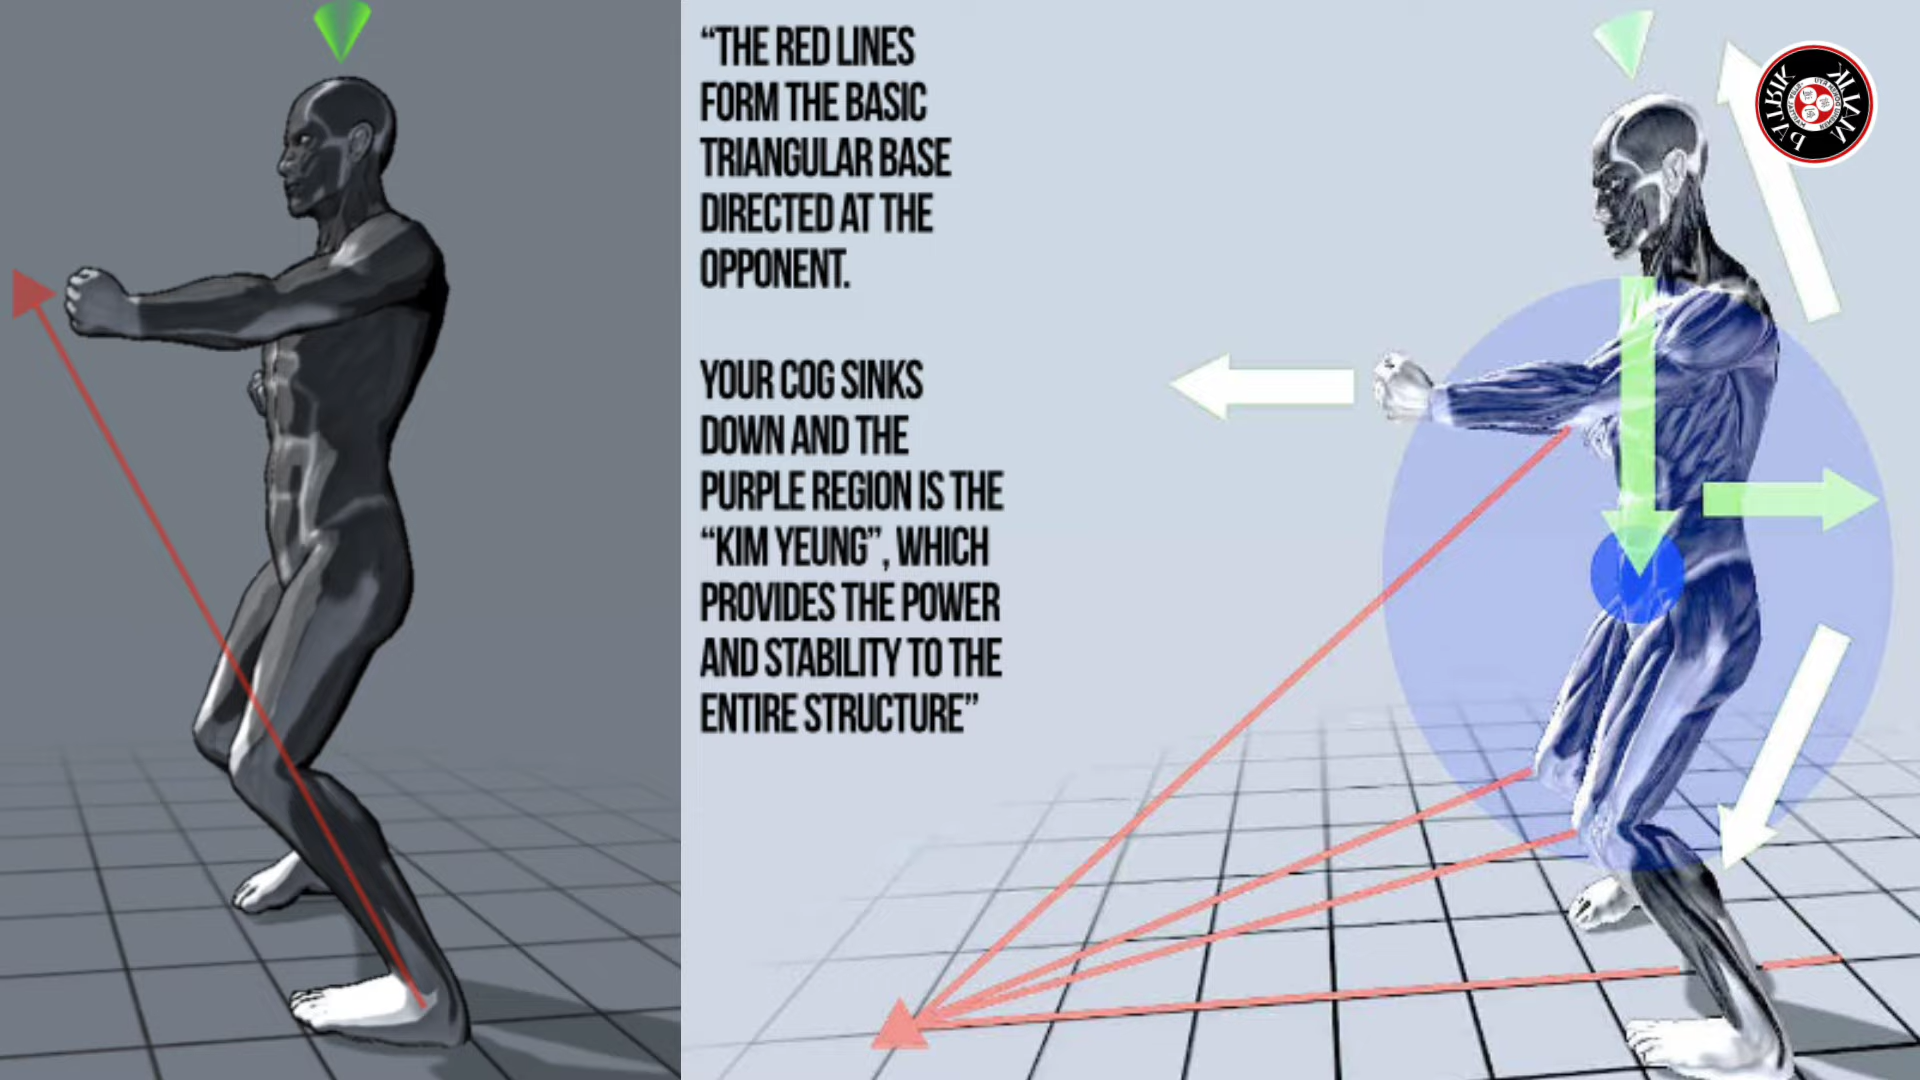 “THE RED LINES
FORM THE BASIC
TRIANGULAR BASE
DIRECTED AT THE
OPPONENT.
YOUR COG SINKS
DOWN AND THE
PURPLE REGION IS THE
“KIM YEUNG”, WHICH
PROVIDES THE POWER
AND STABILITY TO THE
ENTIRE STRUCTURE”